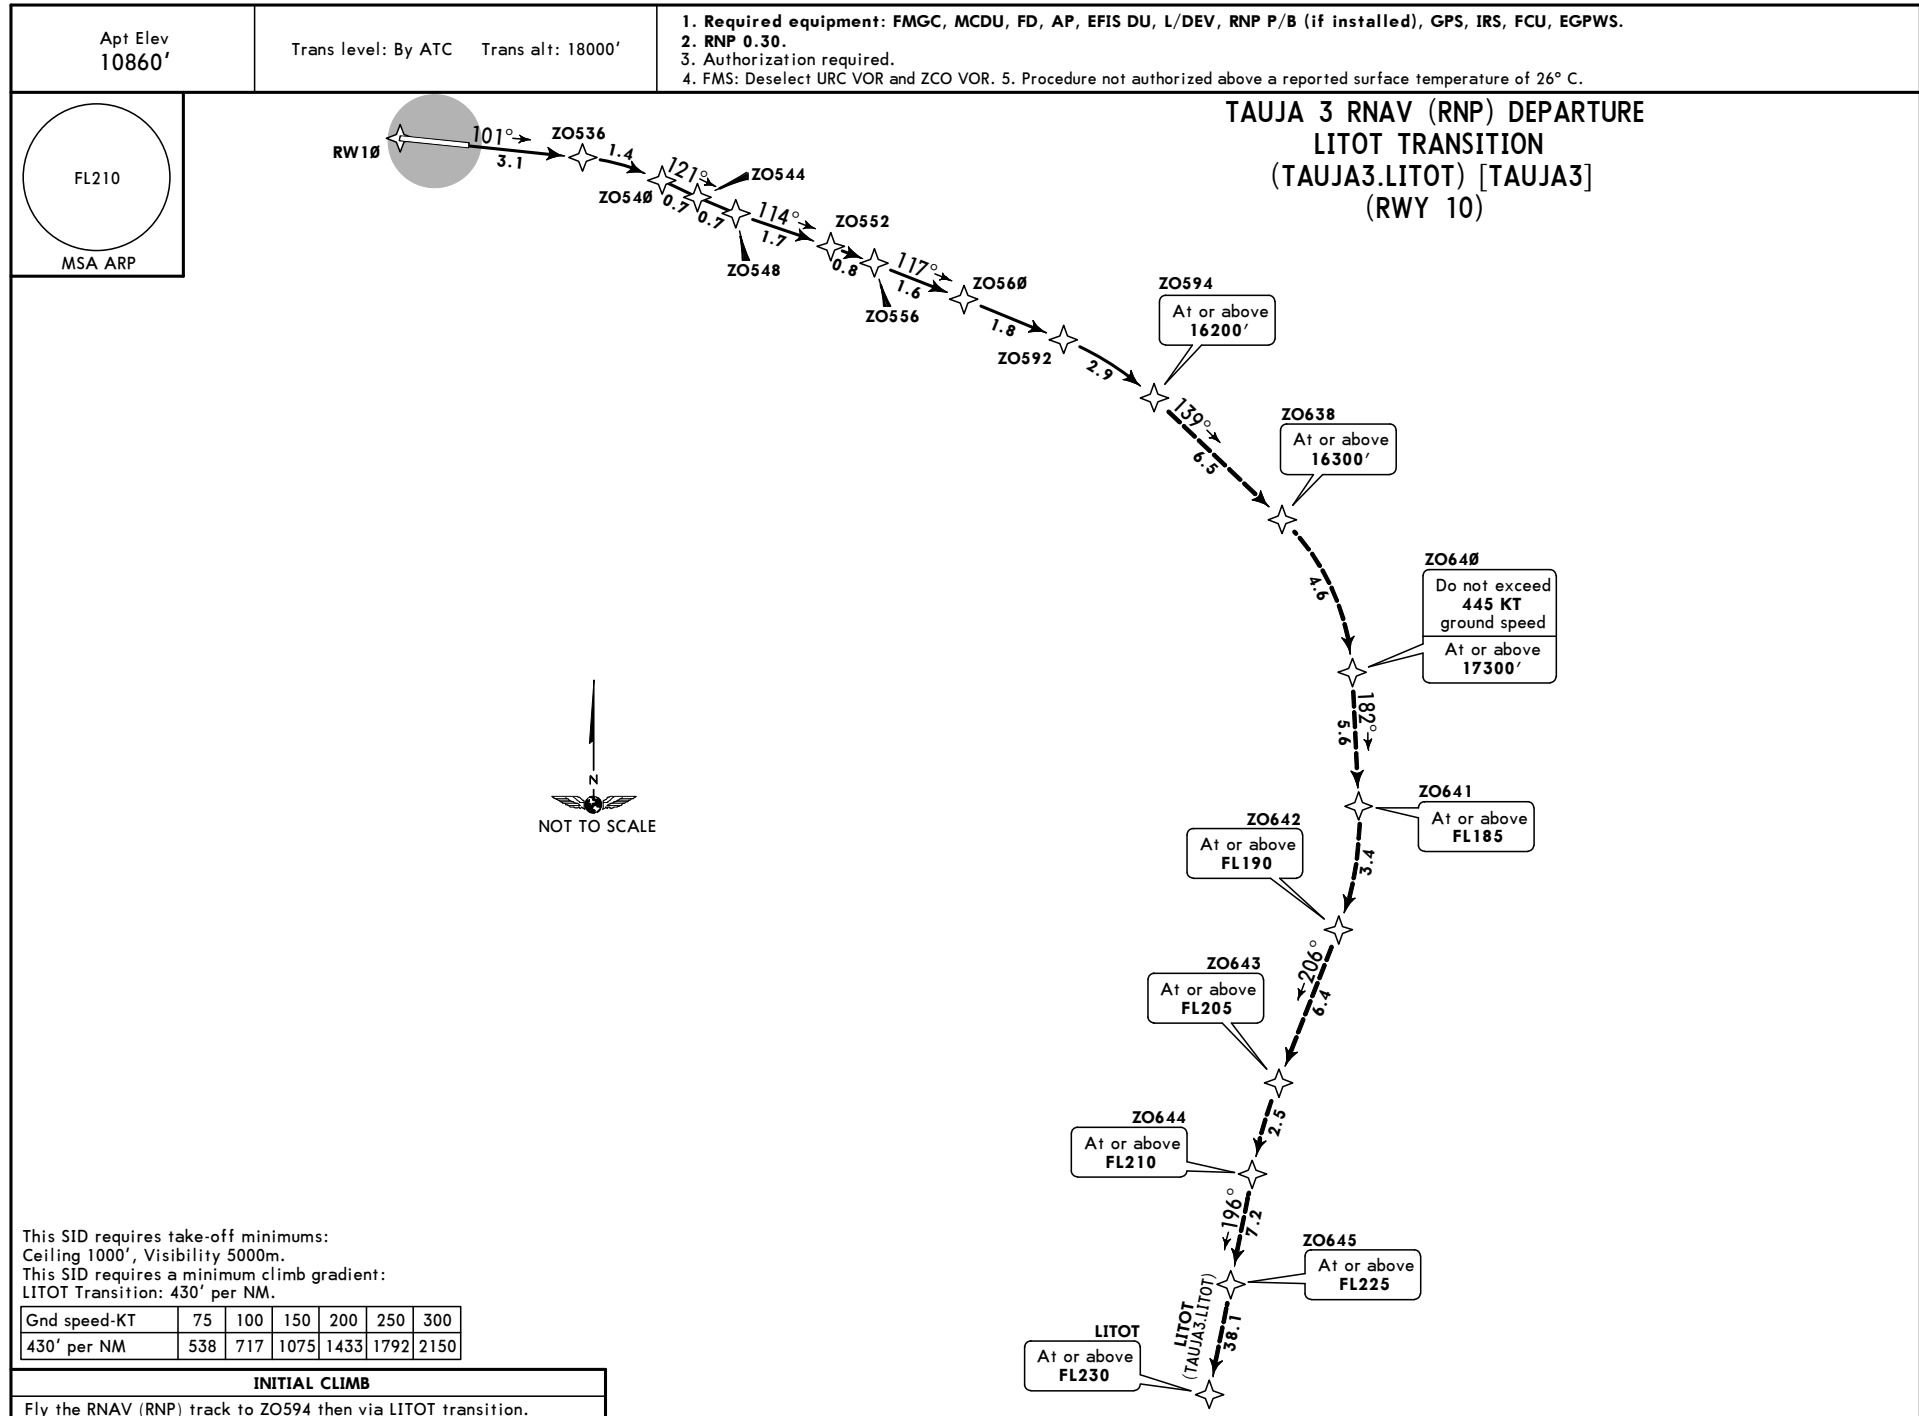 Apt Elev
10860'
Trans level: By ATC Trans alt: 18000'
1. Required equipment: FMGC, MCDU, FD, AP, EFIS DU, L/DEV, RNP P/B (if installed), GPS, IRS, FCU, EGPWS.
2. RNP 0.30.
3. Authorization required.
4. FMS: Deselect URC VOR and ZCO VOR. 5. Procedure not authorized above a reported surface temperature of 26° C.
FL210
MSA ARP
TAUJA 3 RNAV (RNP) DEPARTURE
LITOT TRANSITION
(TAUJA3.LITOT) [TAUJA3]
(RWY 10)
RW1Ø
101°
3.1
ZO536
1.4
ZO54Ø
121°
0.7
ZO544
0.7
ZO548
114°
1.7
ZO552
0.8
ZO556
117°
1.6
ZO56Ø
1.8
ZO592
2.9
ZO594
At or above
16200'
139°
6.5
ZO638
At or above
16300'
4.6
ZO64Ø
Do not exceed
445 KT
ground speed
At or above
17300'
182°
5.6
N
NOT TO SCALE
ZO641
At or above
FL185
3.4
ZO642
At or above
FL190
206°
6.4
ZO643
At or above
FL205
2.5
ZO644
At or above
FL210
196°
7.2
ZO645
At or above
FL225
LITOT
(TAUJA3.LITOT)
38.1
LITOT
At or above
FL230
This SID requires take-off minimums:
Ceiling 1000', Visibility 5000m.
This SID requires a minimum climb gradient:
LITOT Transition: 430' per NM.
Gnd speed-KT 75 100 150 200 250 300
430' per NM 538 717 1075 1433 1792 2150
INITIAL CLIMB
Fly the RNAV (RNP) track to ZO594 then via LITOT transition.